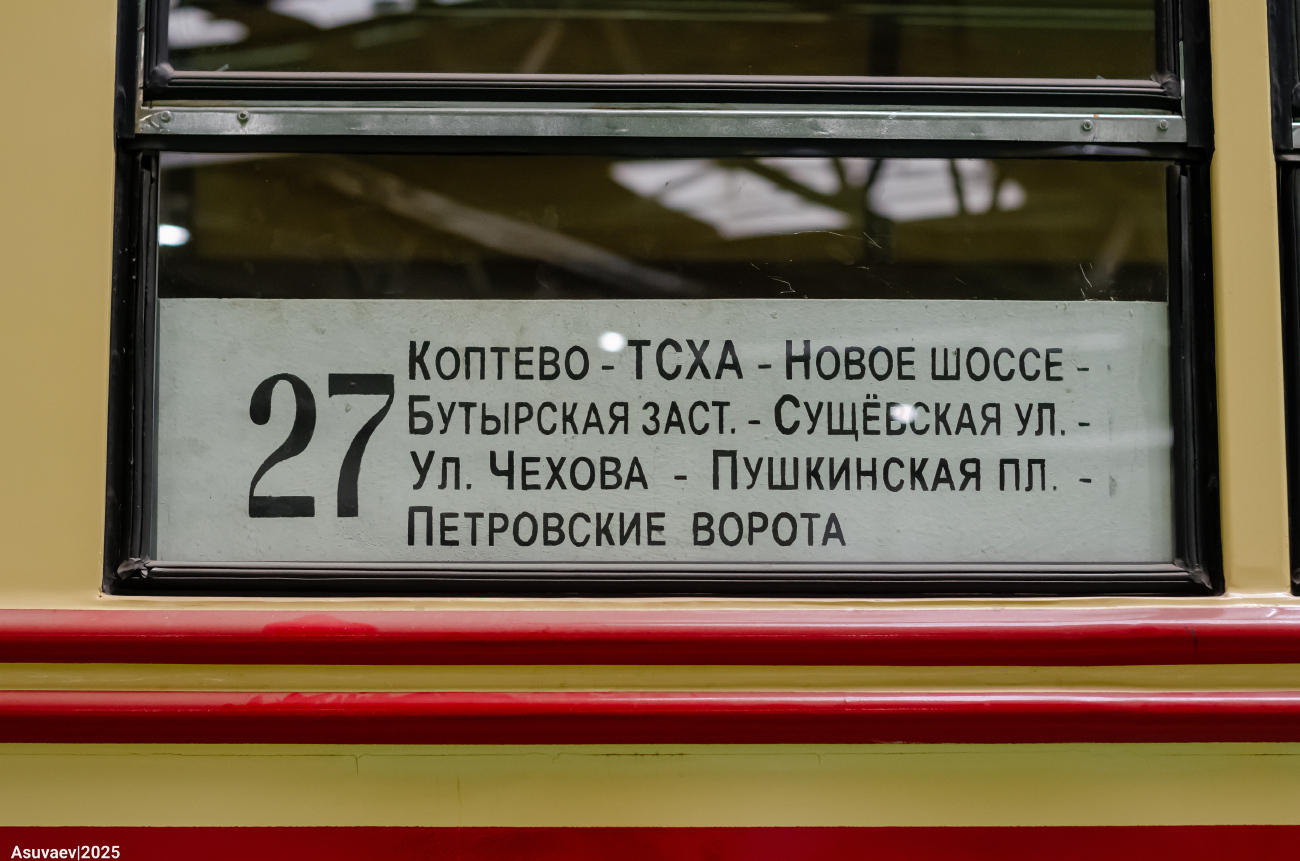 27
Коптево - ТСХА - Новое шоссе -
Бутырская заст. - Сущёвская ул. -
Ул. Чехова - Пушкинская пл. -
Петровские ворота
Asuvaev|2025